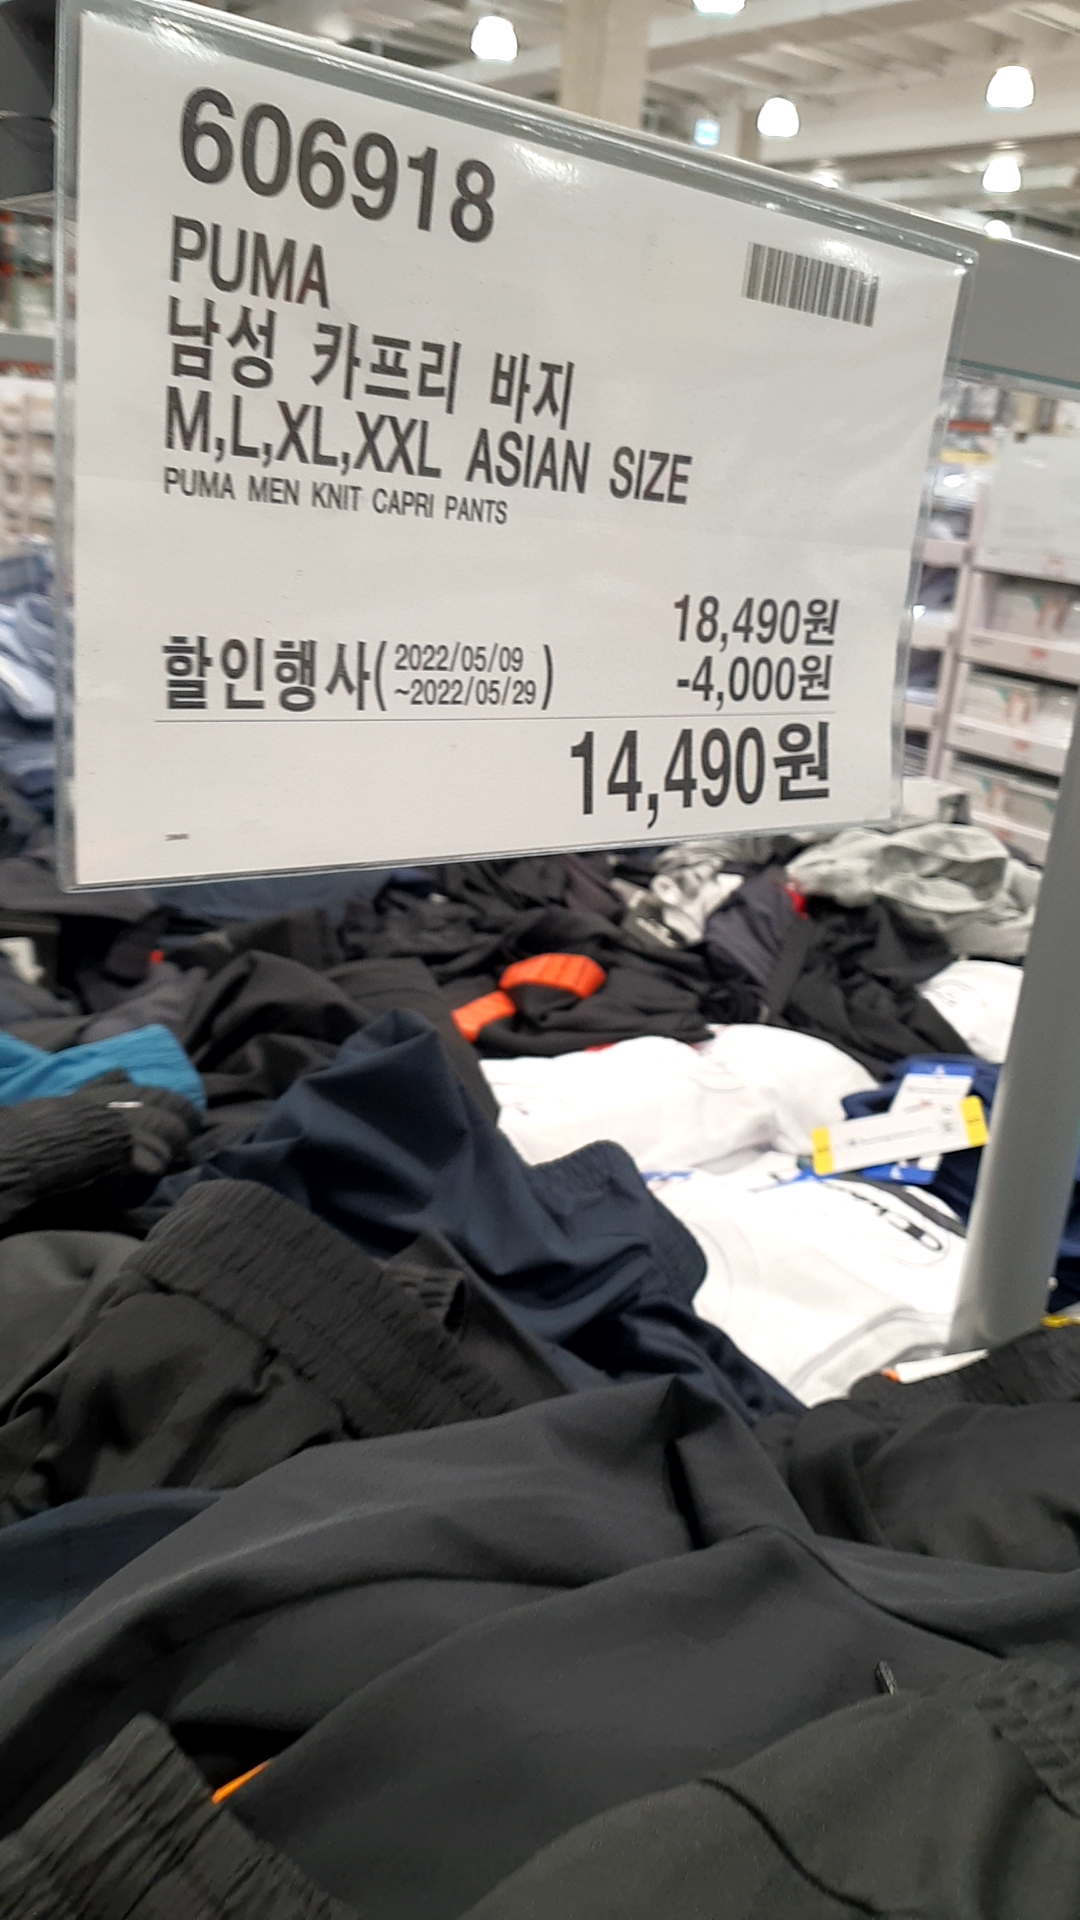 606918
PUMA
남성 카프리 바지
M,L,XL,XXL ASIAN SIZE
PUMA MEN KNIT CAPRI PANTS
18,490원
할인행사(2022/05/09 ~2022/05/29) -4,000원
14,490원